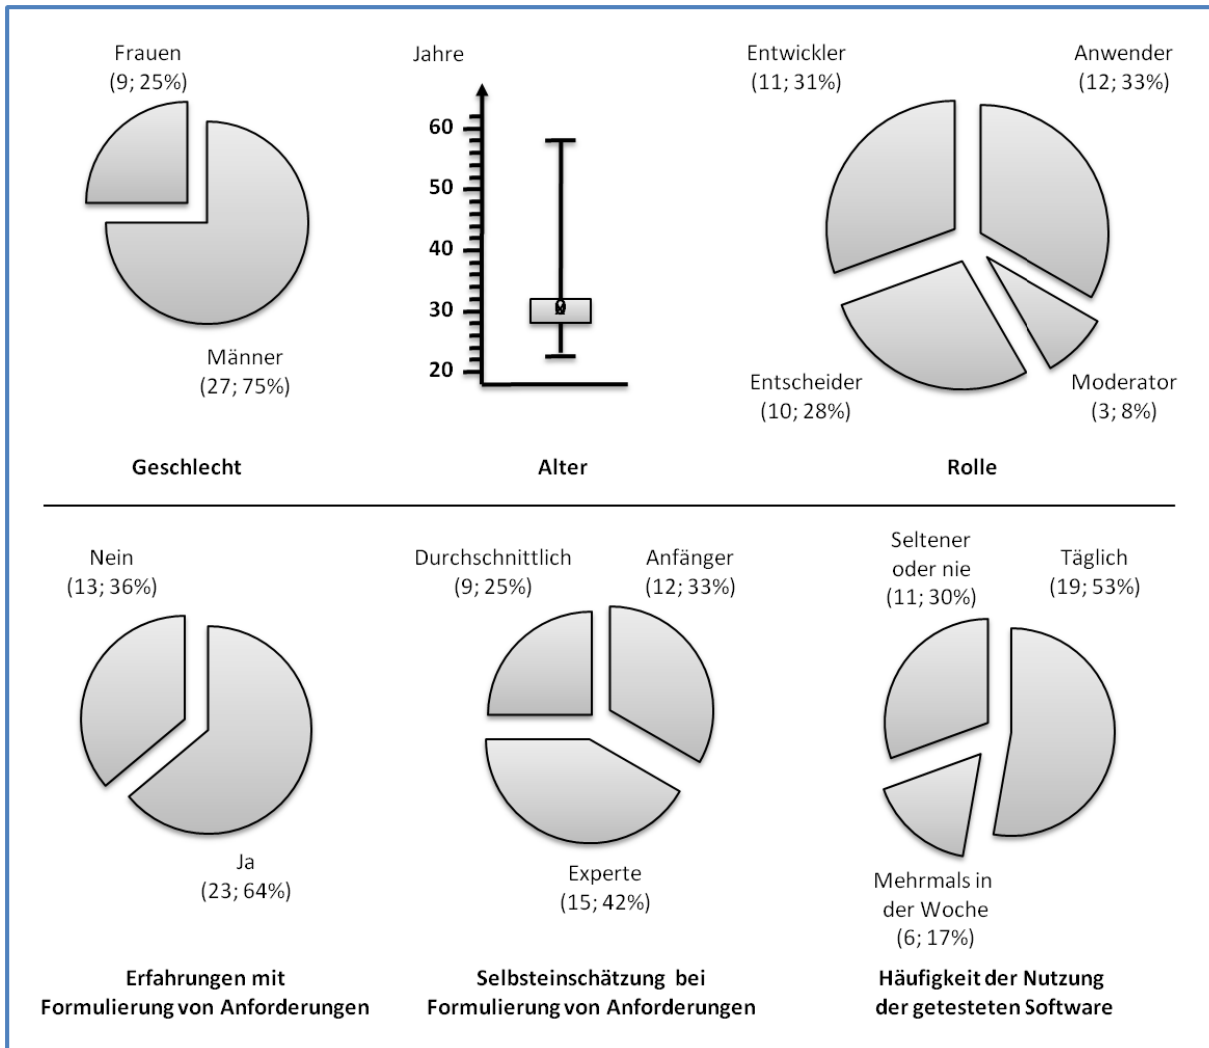 Frauen
(9; 25%)
Männer
(27; 75%)
Geschlecht
Jahre
60
50
40
30
20
Alter
Entwickler
(11; 31%)
Anwender
(12; 33%)
Entscheider
(10; 28%)
Moderator
(3; 8%)
Rolle
Nein
(13; 36%)
Ja
(23; 64%)
Erfahrungen mit
Formulierung von Anforderungen
Durchschnittlich
(9; 25%)
Anfänger
(12; 33%)
Experte
(15; 42%)
Selbsteinschätzung bei
Formulierung von Anforderungen
Seltener
oder nie
(11; 30%)
Täglich
(19; 53%)
Mehrmals in
der Woche
(6; 17%)
Häufigkeit der Nutzung
der getesteten Software